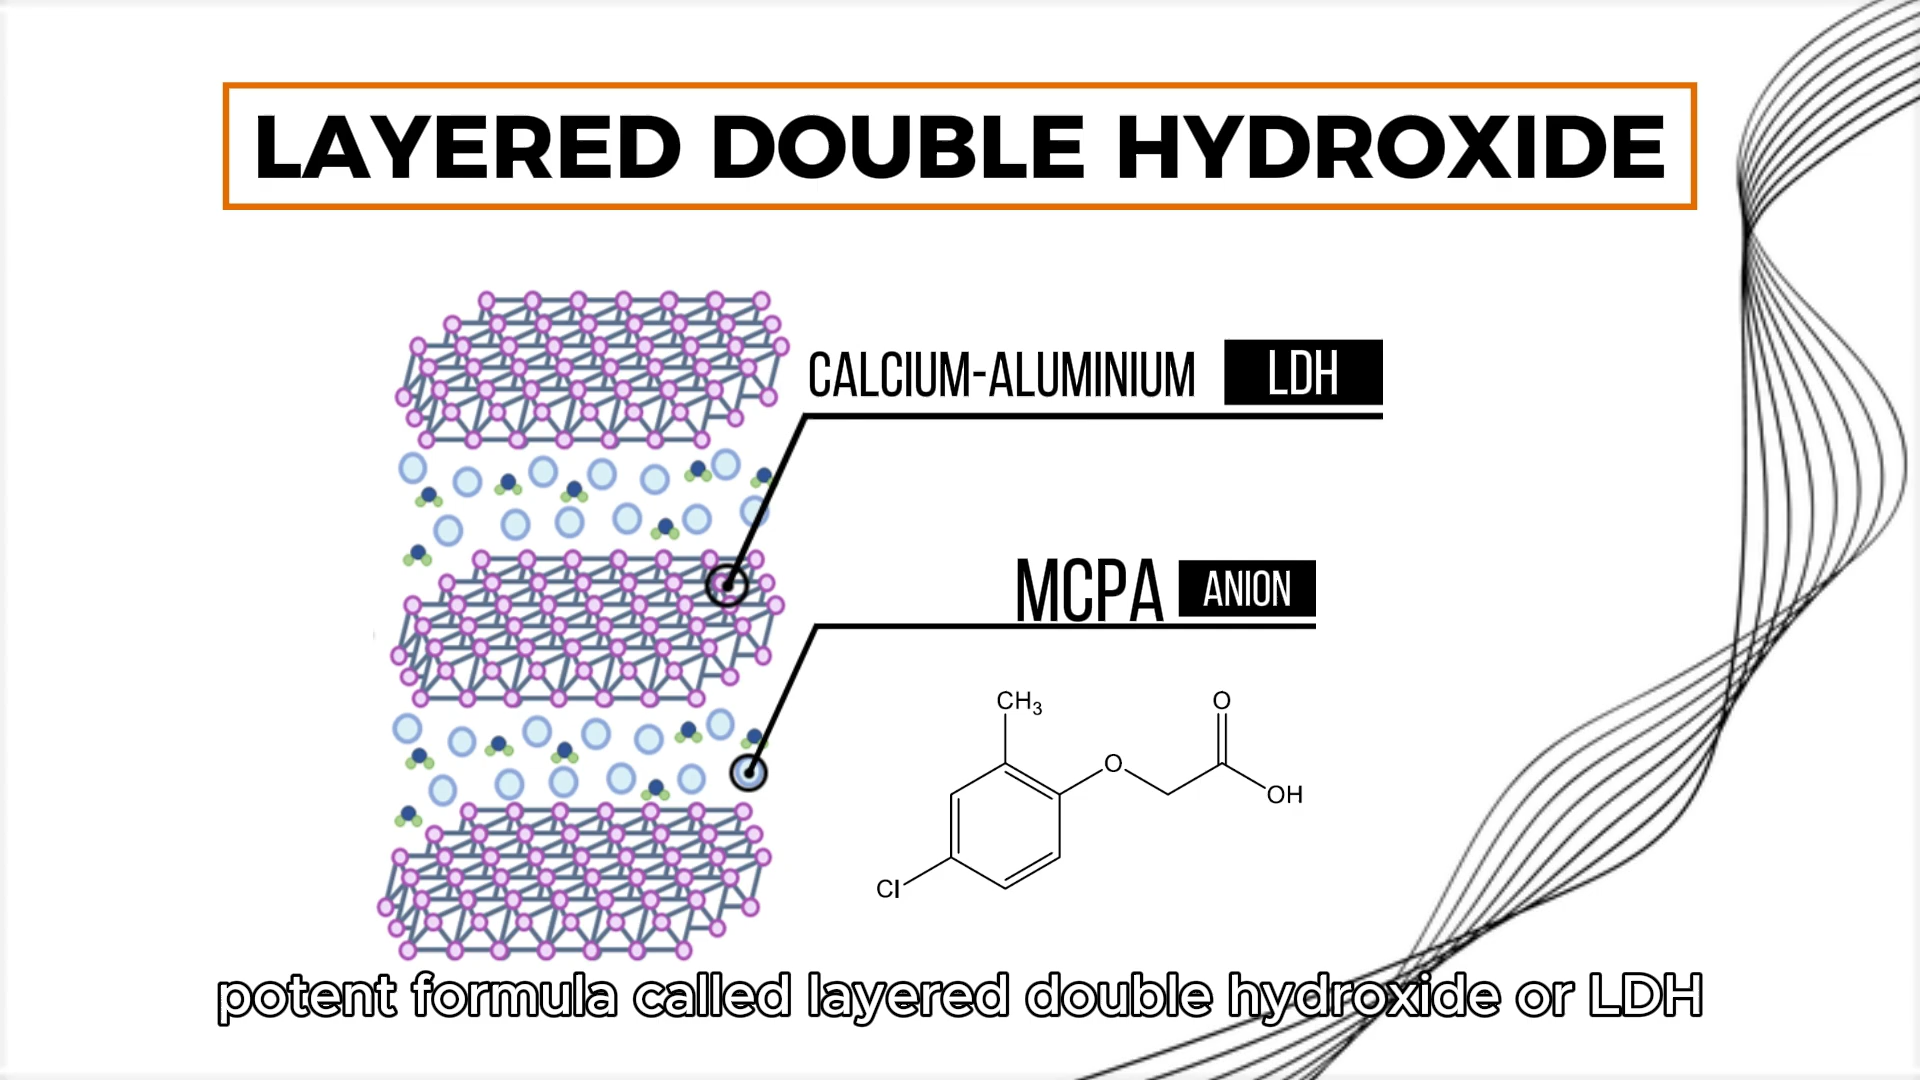 LAYERED DOUBLE HYDROXIDE
CALCIUM-ALUMINIUM LDH
MCPA ANION
CH3
O
O
OH
Cl
potent formula called layered double hydroxide or LDH